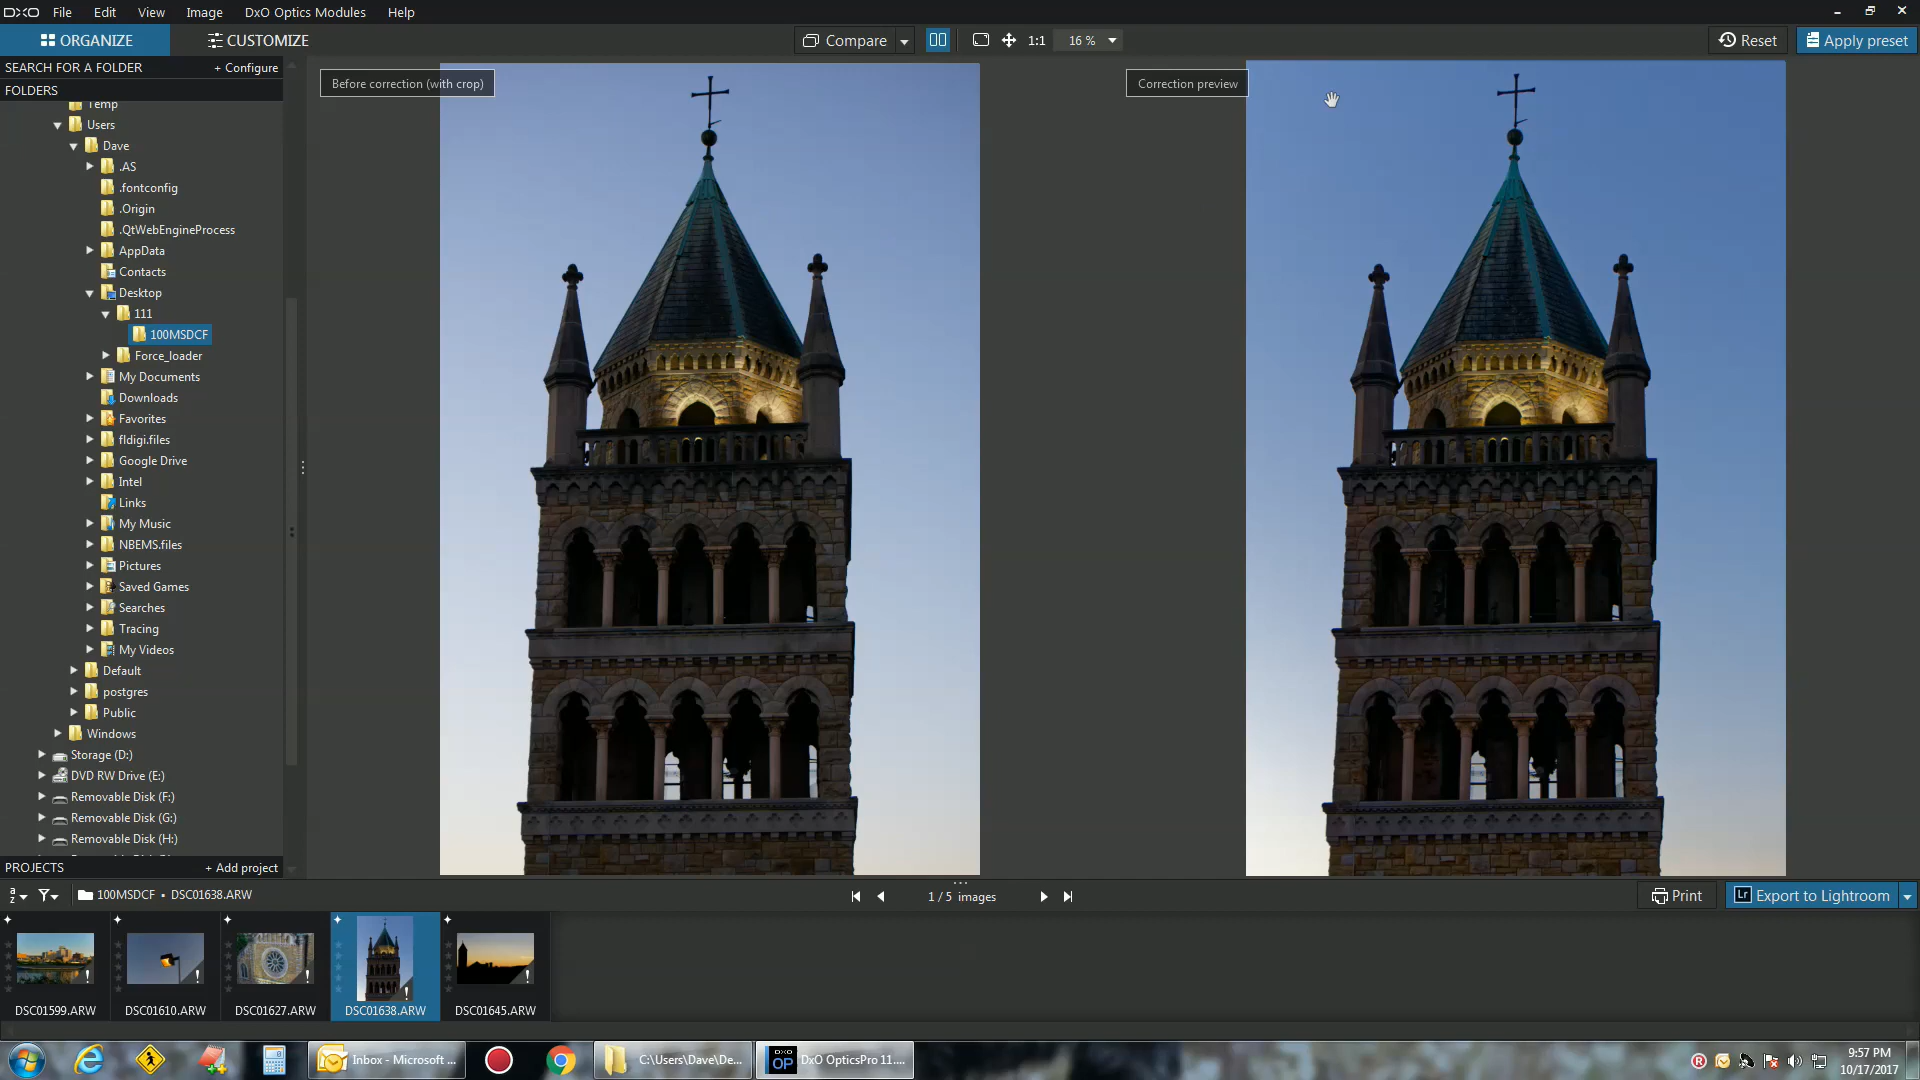 DXO File Edit View Image DxO Optics Modules Help
ORGANIZE CUSTOMIZE Compare 1:1 16 % Reset Apply preset
SEARCH FOR A FOLDER + Configure
FOLDERS
Before correction (with crop)
Correction preview
Temp
Users
Dave
.AS
.fontconfig
.Origin
.QtWebEngineProcess
AppData
Contacts
Desktop
111
100MSDCF
Force_loader
My Documents
Downloads
Favorites
fldigi.files
Google Drive
Intel
Links
My Music
NBEMS.files
Pictures
Saved Games
Searches
Tracing
My Videos
Default
postgres
Public
Windows
Storage (D:)
DVD RW Drive (E:)
Removable Disk (F:)
Removable Disk (G:)
Removable Disk (H:)
PROJECTS + Add project
100MSDCF • DSC01638.ARW 1 / 5 images Print Lr Export to Lightroom
DSC01599.ARW DSC01610.ARW DSC01627.ARW DSC01638.ARW DSC01645.ARW
Inbox - Microsoft ... C:\Users\Dave\De... DXO OP DxO OpticsPro 11....
9:57 PM
10/17/2017